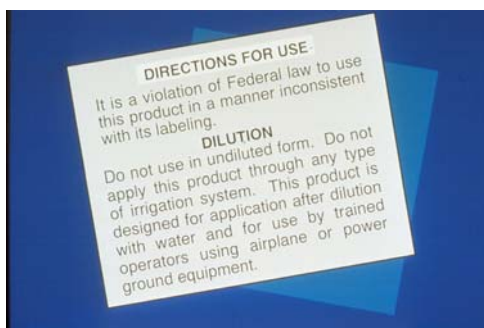 DIRECTIONS FOR USE
It is a violation of Federal law to use
this product in a manner inconsistent
with its labeling.
DILUTION
Do not use in undiluted form. Do not
apply this product through any type
of irrigation system. This product is
designed for application after dilution
with water and for use by trained
operators using airplane or power
ground equipment.